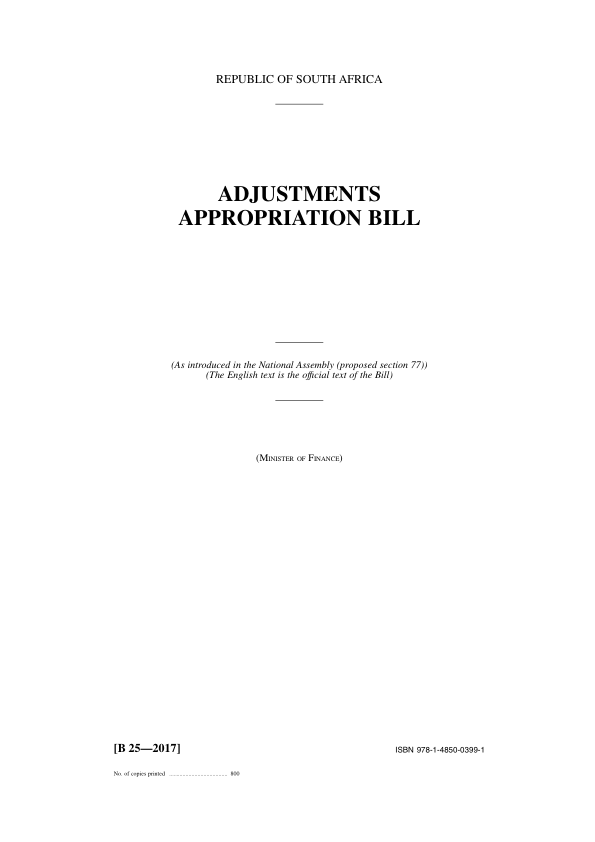 REPUBLIC OF SOUTH AFRICA
ADJUSTMENTS
APPROPRIATION BILL
(As introduced in the National Assembly (proposed section 77))
(The English text is the official text of the Bill)
(Minister of Finance)
[B 25—2017]
ISBN 978-1-4850-0399-1
No. of copies printed ....................................... 800